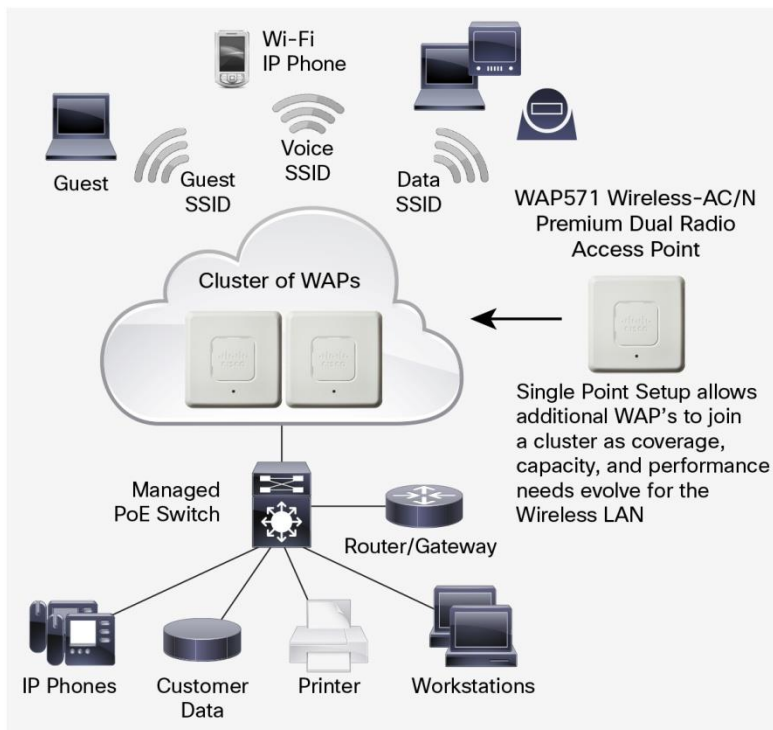 Wi-Fi
IP Phone
Guest
Guest
SSID
Voice
SSID
Data
SSID
WAP571 Wireless-AC/N
Premium Dual Radio
Access Point
Cluster of WAPs
Single Point Setup allows
additional WAP's to join
a cluster as coverage,
capacity, and performance
needs evolve for the
Wireless LAN
Managed
PoE Switch
Router/Gateway
IP Phones
Customer
Data
Printer
Workstations